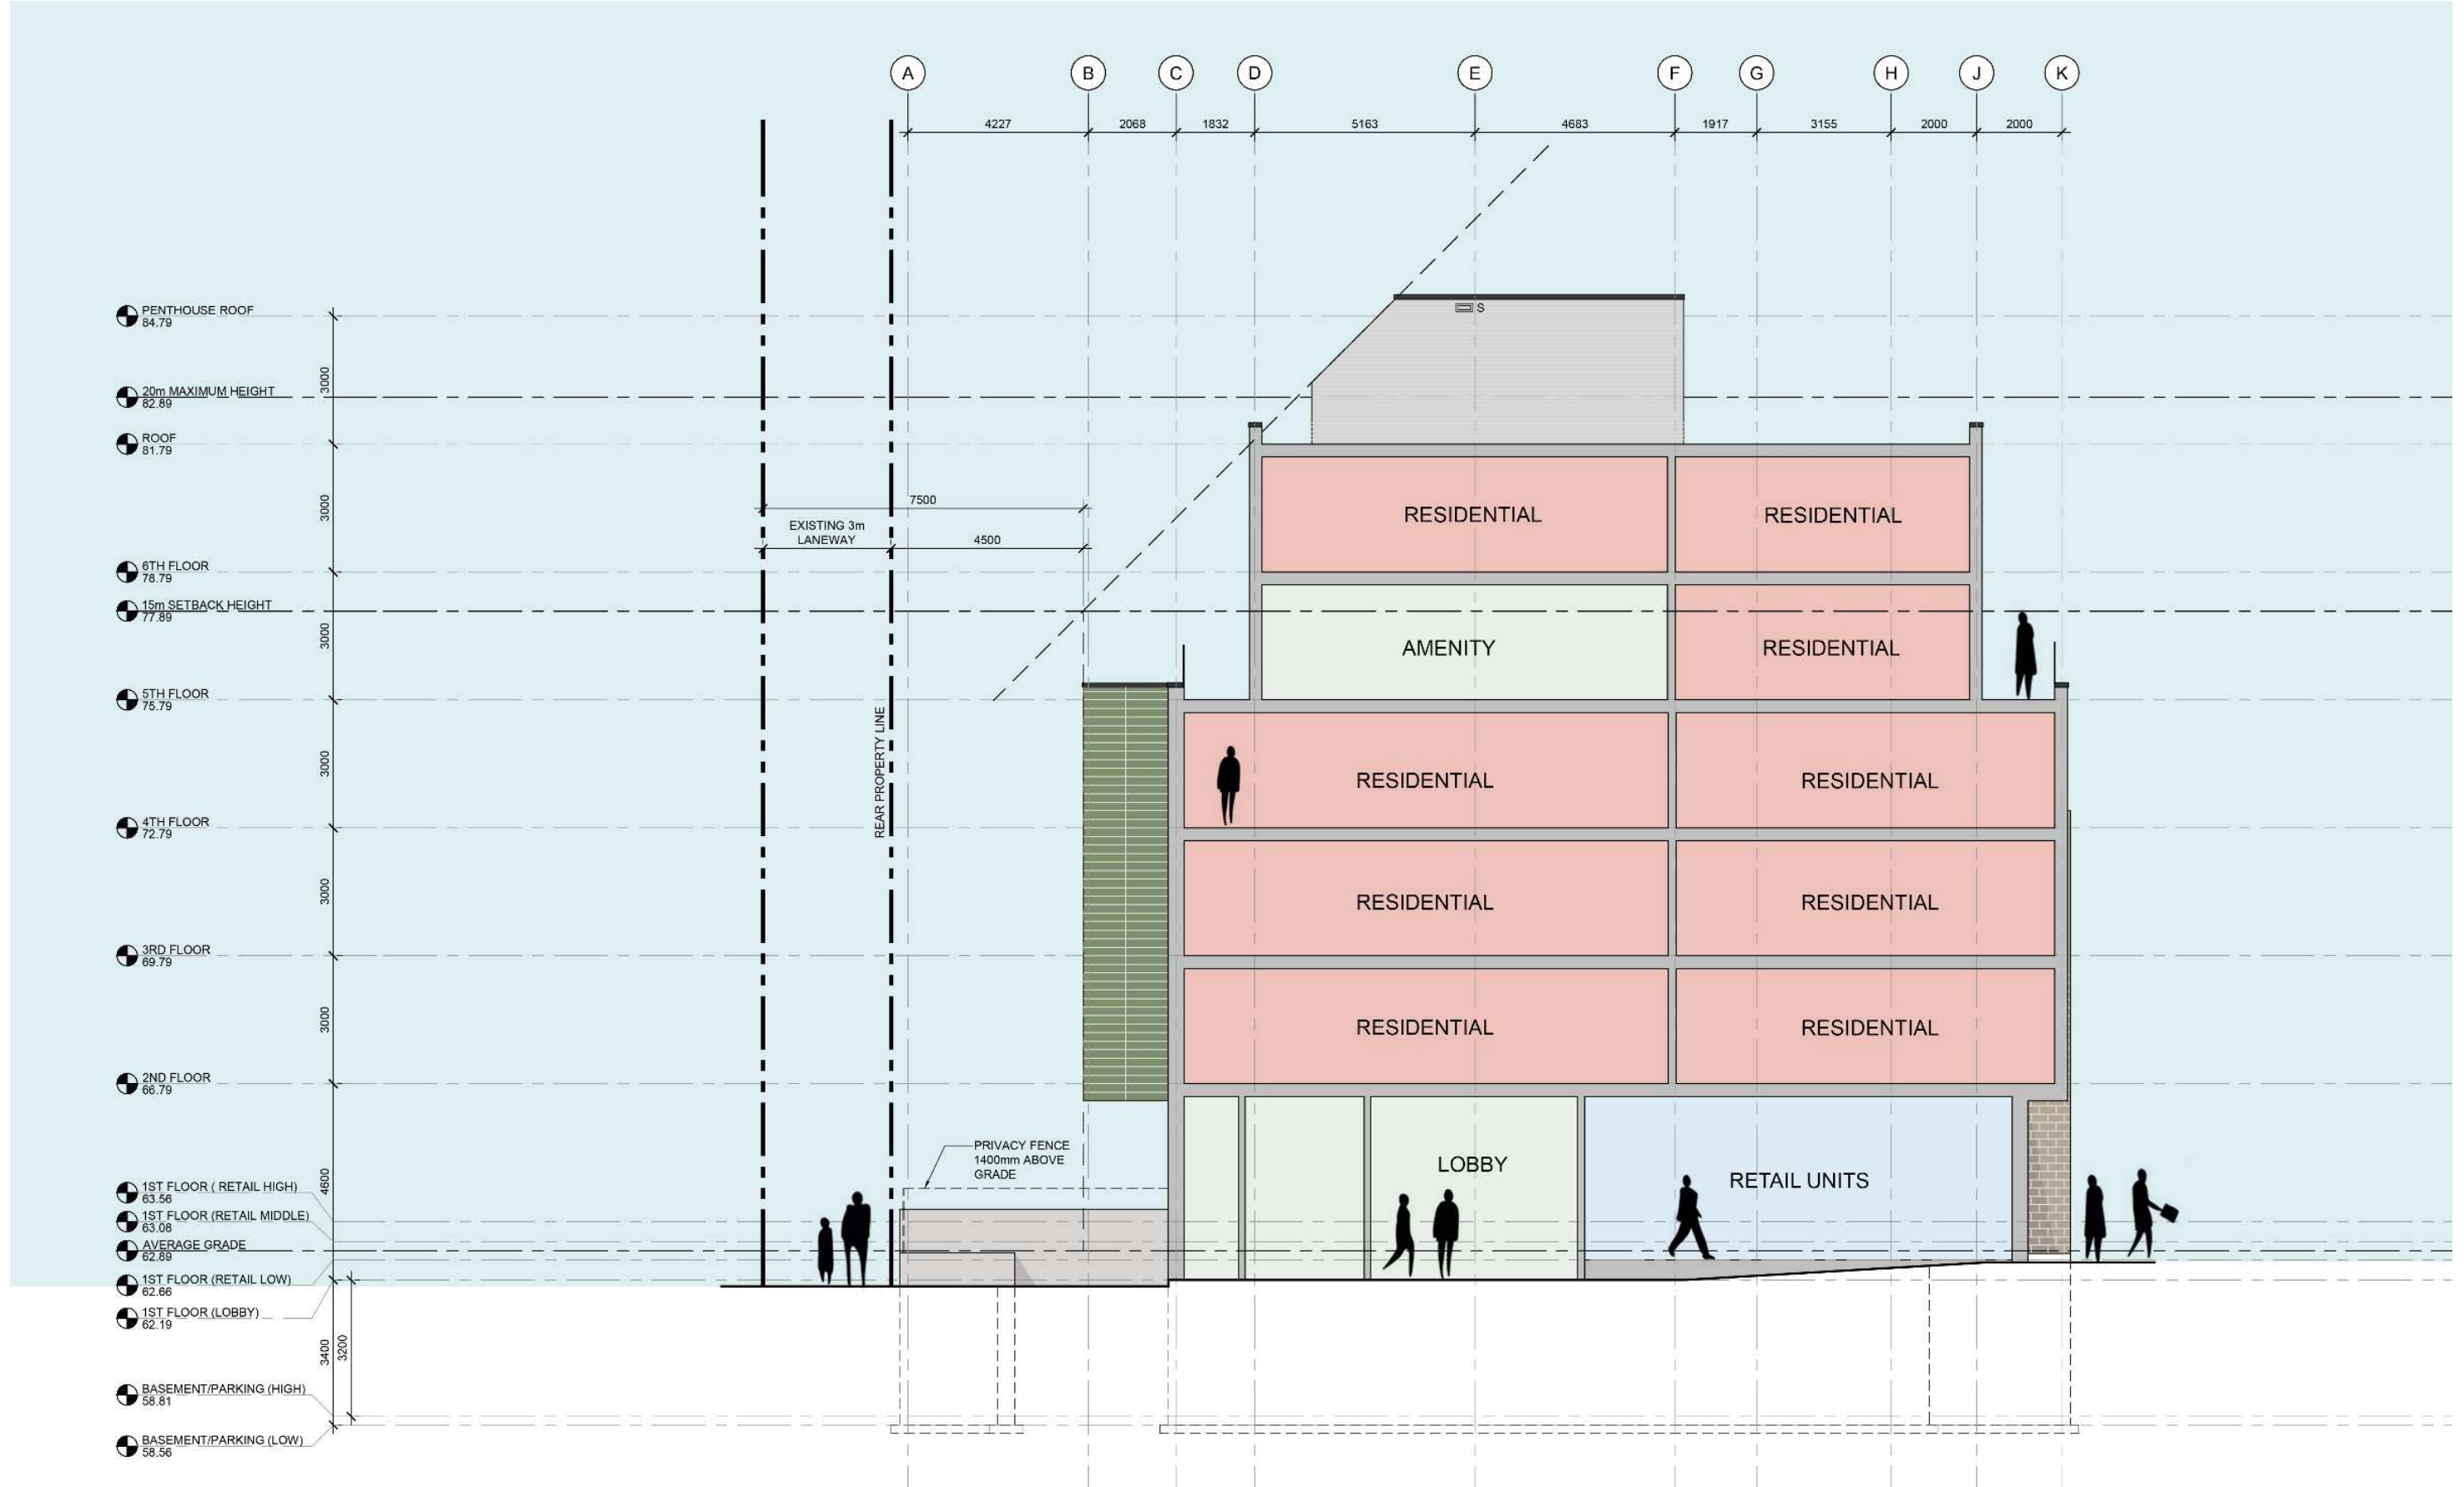 A
B
C
D
E
F
G
H
J
K
4227
2068
1832
5163
4683
1917
3155
2000
2000
PENTHOUSE ROOF
84.79
S
3000
20m MAXIMUM HEIGHT
82.89
ROOF
81.79
3000
7500
EXISTING 3m
LANEWAY
4500
RESIDENTIAL
RESIDENTIAL
6TH FLOOR
78.79
15m SETBACK HEIGHT
77.89
3000
AMENITY
RESIDENTIAL
5TH FLOOR
75.79
REAR PROPERTY LINE
3000
RESIDENTIAL
RESIDENTIAL
4TH FLOOR
72.79
3000
RESIDENTIAL
RESIDENTIAL
3RD FLOOR
69.79
3000
RESIDENTIAL
RESIDENTIAL
2ND FLOOR
66.79
PRIVACY FENCE
1400mm ABOVE
GRADE
4600
LOBBY
RETAIL UNITS
1ST FLOOR ( RETAIL HIGH)
63.56
1ST FLOOR (RETAIL MIDDLE)
63.08
AVERAGE GRADE
62.89
1ST FLOOR (RETAIL LOW)
62.66
1ST FLOOR (LOBBY)
62.19
3400
3200
BASEMENT/PARKING (HIGH)
58.81
BASEMENT/PARKING (LOW)
58.56